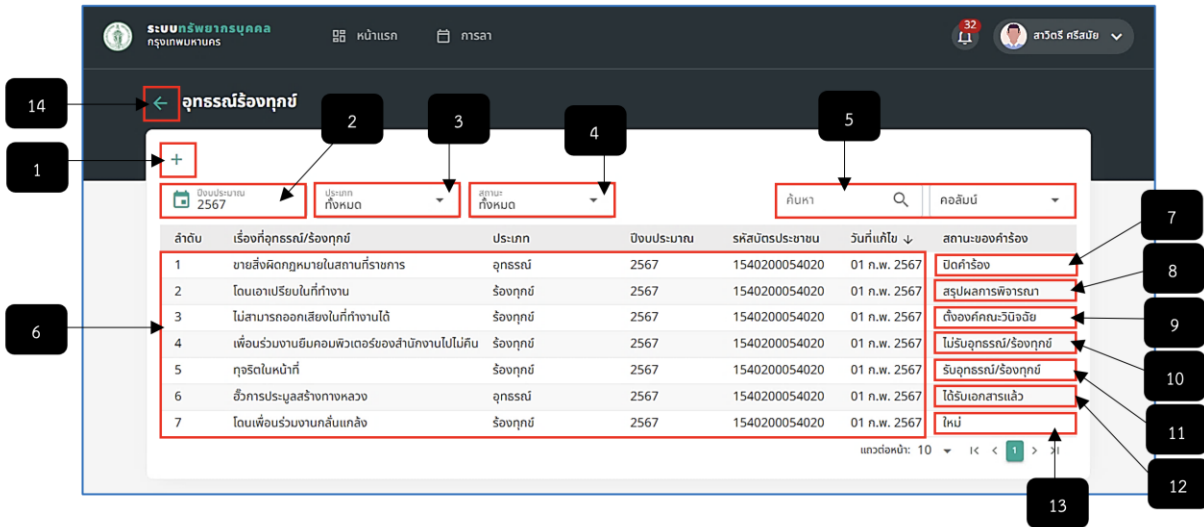 ระบบทรัพยากรบุคคล
กรุงเทพมหานคร
หน้าแรก
การลา
32
สาวิตรี ศรีสมัย
14
อุทธรณ์ร้องทุกข์
2
3
4
5
1
+
ปีงบประมาณ
2567
ประเภท
ทั้งหมด
สถานะ
ทั้งหมด
ค้นหา
คอลัมน์
7
ลำดับ เรื่องที่อุทธรณ์/ร้องทุกข์ ประเภท ปีงบประมาณ รหัสบัตรประชาชน วันที่แก้ไข ↓ สถานะของคำร้อง
1 ขายสิ่งผิดกฎหมายในสถานที่ราชการ อุทธรณ์ 2567 1540200054020 01 ก.พ. 2567 ปิดคำร้อง
8
2 โดนเอาเปรียบในที่ทำงาน ร้องทุกข์ 2567 1540200054020 01 ก.พ. 2567 สรุปผลการพิจารณา
6
3 ไม่สามารถออกเสียงในที่ทำงานได้ ร้องทุกข์ 2567 1540200054020 01 ก.พ. 2567 ตั้งองค์คณะวินิจฉัย
9
4 เพื่อนร่วมงานยืมคอมพิวเตอร์ของสำนักงานไปไม่คืน ร้องทุกข์ 2567 1540200054020 01 ก.พ. 2567 ไม่รับอุทธรณ์/ร้องทุกข์
10
5 ทุจริตในหน้าที่ ร้องทุกข์ 2567 1540200054020 01 ก.พ. 2567 รับอุทธรณ์/ร้องทุกข์
6 ฮั้วการประมูลสร้างทางหลวง อุทธรณ์ 2567 1540200054020 01 ก.พ. 2567 ได้รับเอกสารแล้ว
11
7 โดนเพื่อนร่วมงานกลั่นแกล้ง ร้องทุกข์ 2567 1540200054020 01 ก.พ. 2567 ใหม่
แถวต่อหน้า: 10 1
12
13